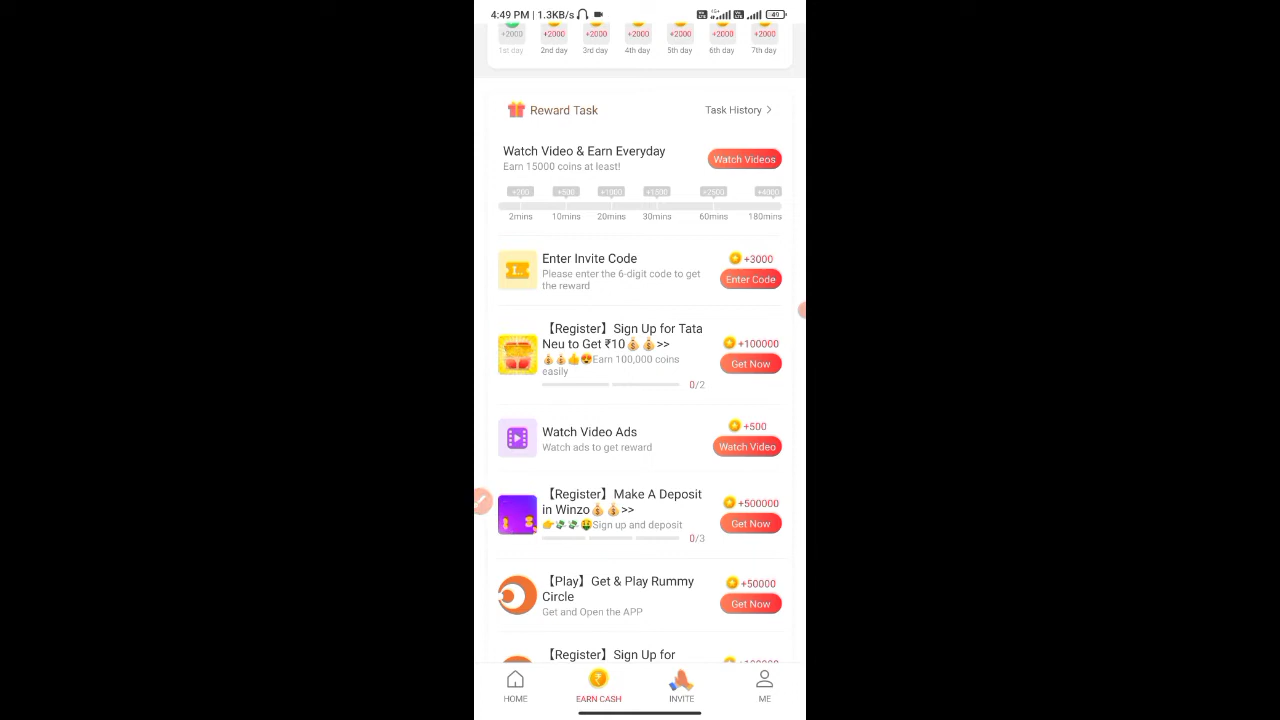 4:49 PM | 1.3KB/s
49
+2000 +2000 +2000 +2000 +2000 +2000 +2000
1st day 2nd day 3rd day 4th day 5th day 6th day 7th day
Reward Task Task History >
Watch Video & Earn Everyday
Earn 15000 coins at least!
Watch Videos
+500 +1000 +2500 +4000
2mins 10mins 20mins 30mins 60mins 180mins
Enter Invite Code
Please enter the 6-digit code to get
the reward
+3000
Enter Code
【Register】Sign Up for Tata
Neu to Get ₹10💰💰>>
💰💰👍😍Earn 100,000 coins
easily
0/2
+100000
Get Now
Watch Video Ads
Watch ads to get reward
+500
Watch Video
【Register】Make A Deposit
in Winzo💰💰>>
👉💸💸🤑Sign up and deposit
0/3
+500000
Get Now
【Play】Get & Play Rummy
Circle
Get and Open the APP
+50000
Get Now
【Register】Sign Up for
HOME EARN CASH INVITE ME